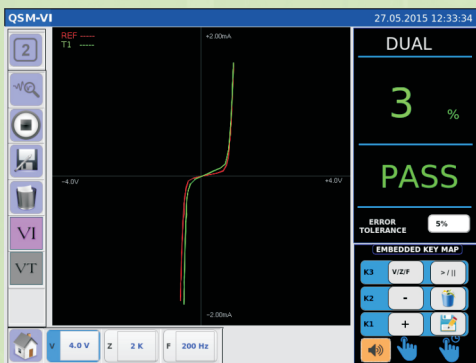 QSM-VI 27.05.2015 12:33:34
2
REF -----
T1 -----
+2.00mA
-4.0V
+4.0V
-2.00mA
VI
VT
DUAL
3 %
PASS
ERROR TOLERANCE 5%
EMBEDDED KEY MAP
K3 V/Z/F > / ||
K2 -
K1 +
V 4.0 V Z 2 K F 200 Hz